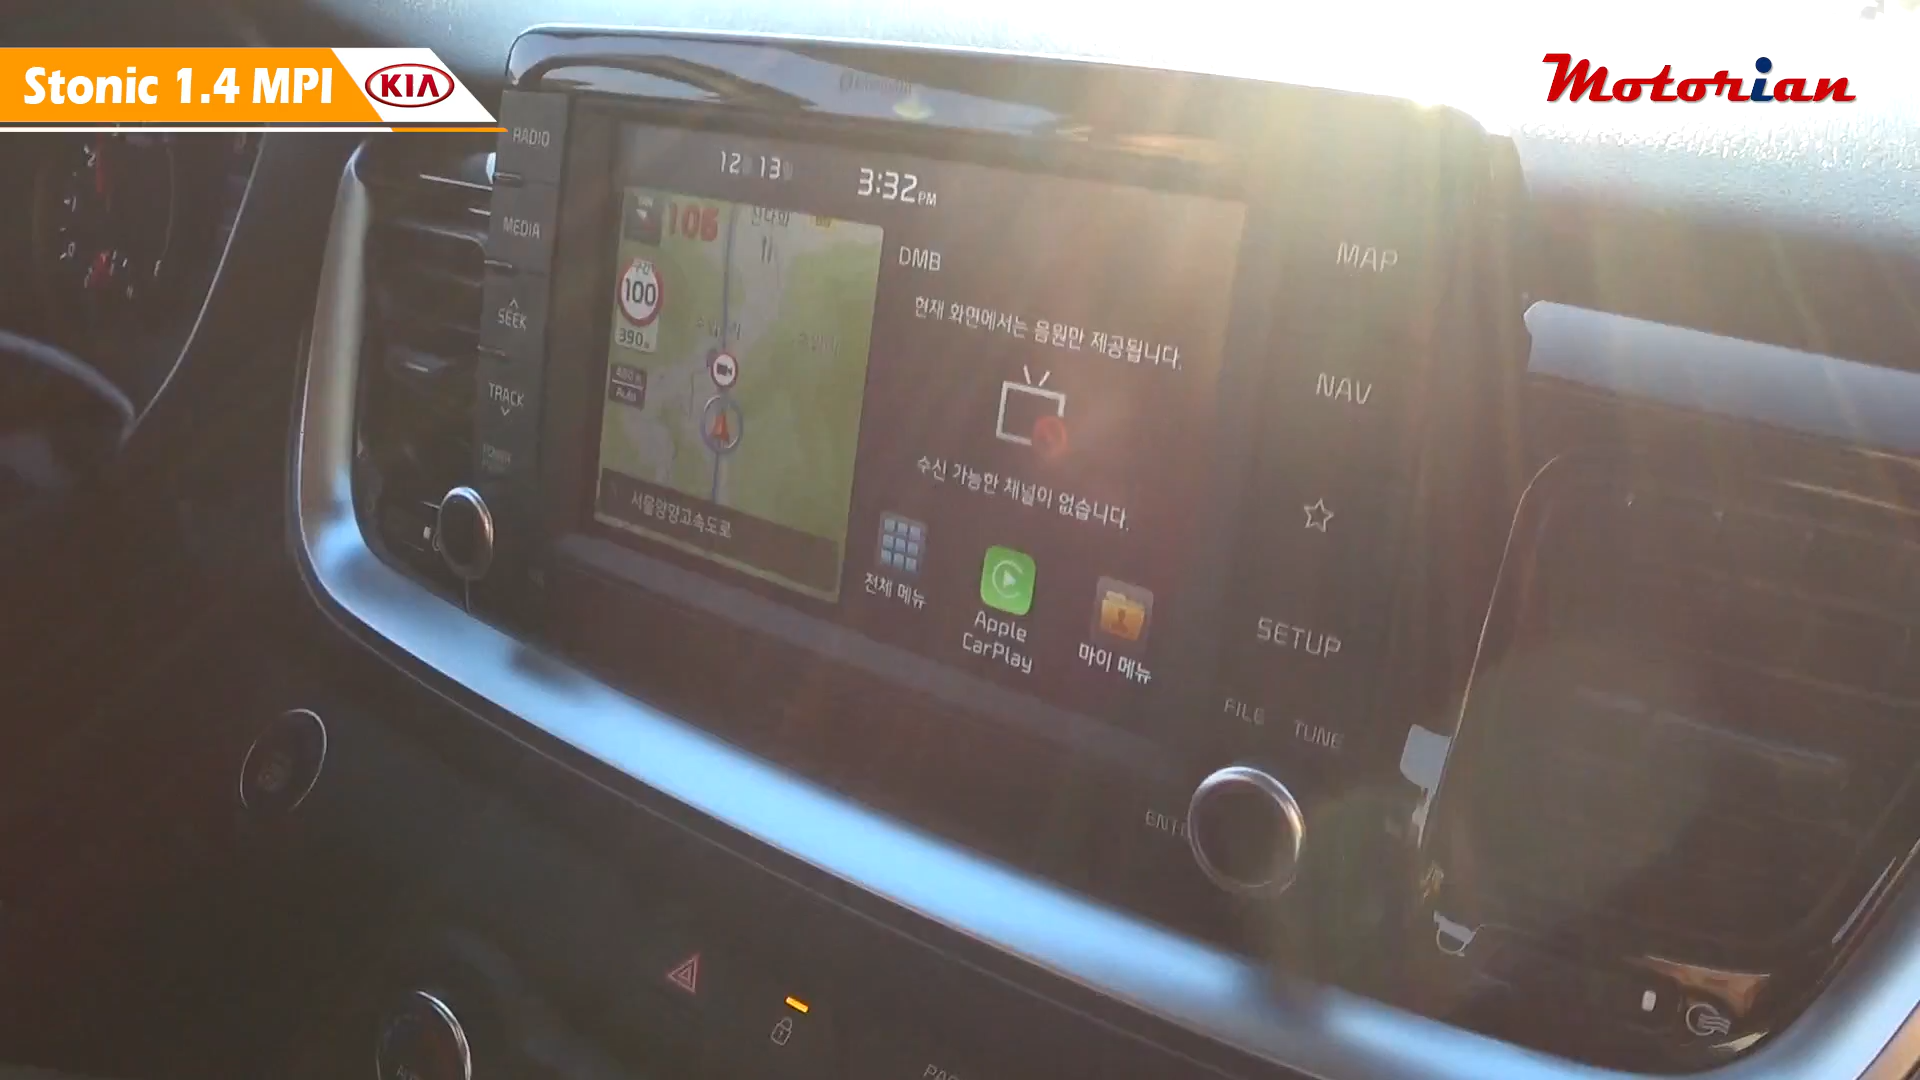 Stonic 1.4 MPI
KIA
Motorian
RADIO
MEDIA
SEEK
TRACK
12월 13일
3:32 PM
106
100
390m
서울양양고속도로
DMB
현재 화면에서는 음원만 제공됩니다.
수신 가능한 채널이 없습니다.
전체 메뉴
Apple
CarPlay
마이 메뉴
MAP
NAV
SETUP
FILE
TUNE